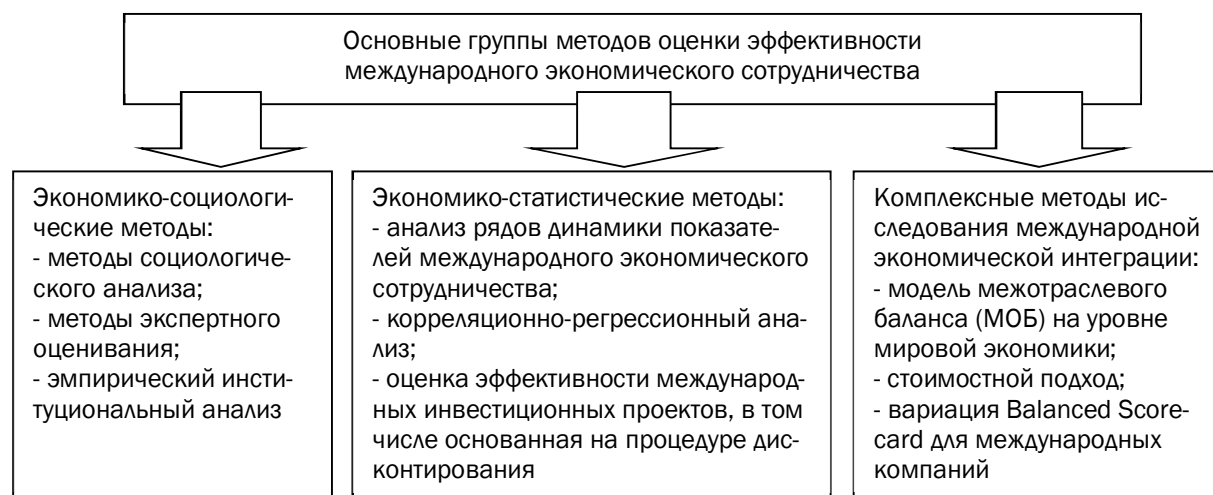 Основные группы методов оценки эффективности
международного экономического сотрудничества
Экономико-социологи-
ческие методы:
- методы социологиче-
ского анализа;
- методы экспертного
оценивания;
- эмпирический инсти-
туциональный анализ
Экономико-статистические методы:
- анализ рядов динамики показате-
лей международного экономического
сотрудничества;
- корреляционно-регрессионный ана-
лиз;
- оценка эффективности международ-
ных инвестиционных проектов, в том
числе основанная на процедуре дис-
контирования
Комплексные методы ис-
следования международной
экономической интеграции:
- модель межотраслевого
баланса (МОБ) на уровне
мировой экономики;
- стоимостной подход;
- вариация Balanced Score-
card для международных
компаний